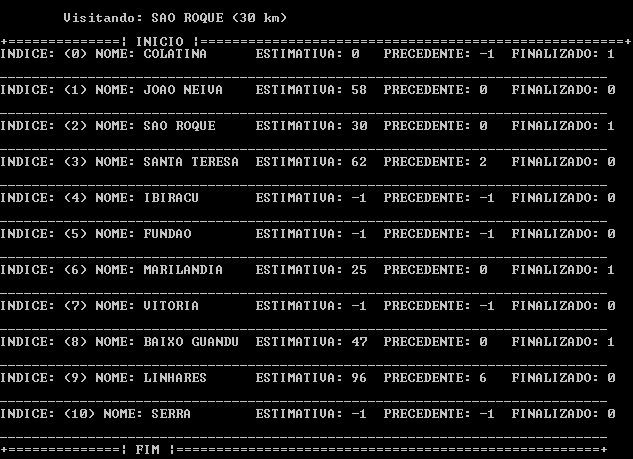 Visitando: SAO ROQUE (30 km)
+==============¦ INICIO ¦=====================================================+
INDICE: (0) NOME: COLATINA ESTIMATIVA: 0 PRECEDENTE: -1 FINALIZADO: 1
INDICE: (1) NOME: JOAO NEIVA ESTIMATIVA: 58 PRECEDENTE: 0 FINALIZADO: 0
INDICE: (2) NOME: SAO ROQUE ESTIMATIVA: 30 PRECEDENTE: 0 FINALIZADO: 1
INDICE: (3) NOME: SANTA TERESA ESTIMATIVA: 62 PRECEDENTE: 2 FINALIZADO: 0
INDICE: (4) NOME: IBIRACU ESTIMATIVA: -1 PRECEDENTE: -1 FINALIZADO: 0
INDICE: (5) NOME: FUNDAO ESTIMATIVA: -1 PRECEDENTE: -1 FINALIZADO: 0
INDICE: (6) NOME: MARILANDIA ESTIMATIVA: 25 PRECEDENTE: 0 FINALIZADO: 1
INDICE: (7) NOME: VITORIA ESTIMATIVA: -1 PRECEDENTE: -1 FINALIZADO: 0
INDICE: (8) NOME: BAIXO GUANDU ESTIMATIVA: 47 PRECEDENTE: 0 FINALIZADO: 1
INDICE: (9) NOME: LINHARES ESTIMATIVA: 96 PRECEDENTE: 6 FINALIZADO: 0
INDICE: (10) NOME: SERRA ESTIMATIVA: -1 PRECEDENTE: -1 FINALIZADO: 0
+==============¦ FIM ¦=====================================================+